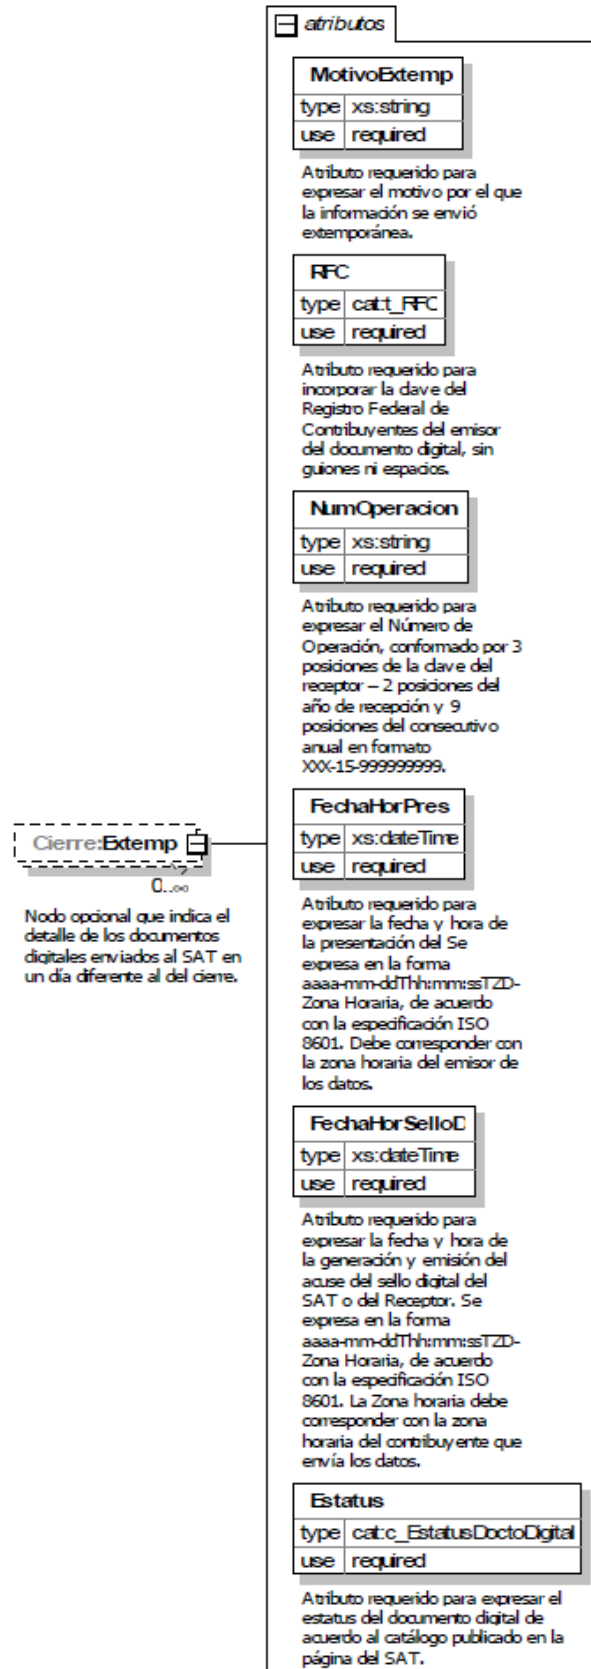 atributos
MotivoExtemp
type xs:string
use required
Atributo requerido para
expresar el motivo por el que
la información se envió
extemporánea.
RFC
type cat:t_RFC
use required
Atributo requerido para
incorporar la clave del
Registro Federal de
Contribuyentes del emisor
del documento digital, sin
guiones ni espacios.
NumOperacion
type xs:string
use required
Atributo requerido para
expresar el Número de
Operación, conformado por 3
posiciones de la clave del
receptor – 2 posiciones del
año de recepción y 9
posiciones del consecutivo
anual en formato
XXX-15-999999999.
Cierre:Extemp
0..∞
Nodo opcional que indica el
detalle de los documentos
digitales enviados al SAT en
un día diferente al del cierre.
FechaHorPres
type xs:dateTime
use required
Atributo requerido para
expresar la fecha y hora de
la presentación del Se
expresa en la forma
aaaa-mm-ddThh:mm:ssTZD-
Zona Horaria, de acuerdo
con la especificación ISO
8601. Debe corresponder con
la zona horaria del emisor de
los datos.
FechaHorSelloD
type xs:dateTime
use required
Atributo requerido para
expresar la fecha y hora de
la generación y emisión del
acuse del sello digital del
SAT o del Receptor. Se
expresa en la forma
aaaa-mm-ddThh:mm:ssTZD-
Zona Horaria, de acuerdo
con la especificación ISO
8601. La Zona horaria debe
corresponder con la zona
horaria del contribuyente que
envía los datos.
Estatus
type cat:c_EstatusDoctoDigital
use required
Atributo requerido para expresar el
estatus del documento digital de
acuerdo al catálogo publicado en la
página del SAT.